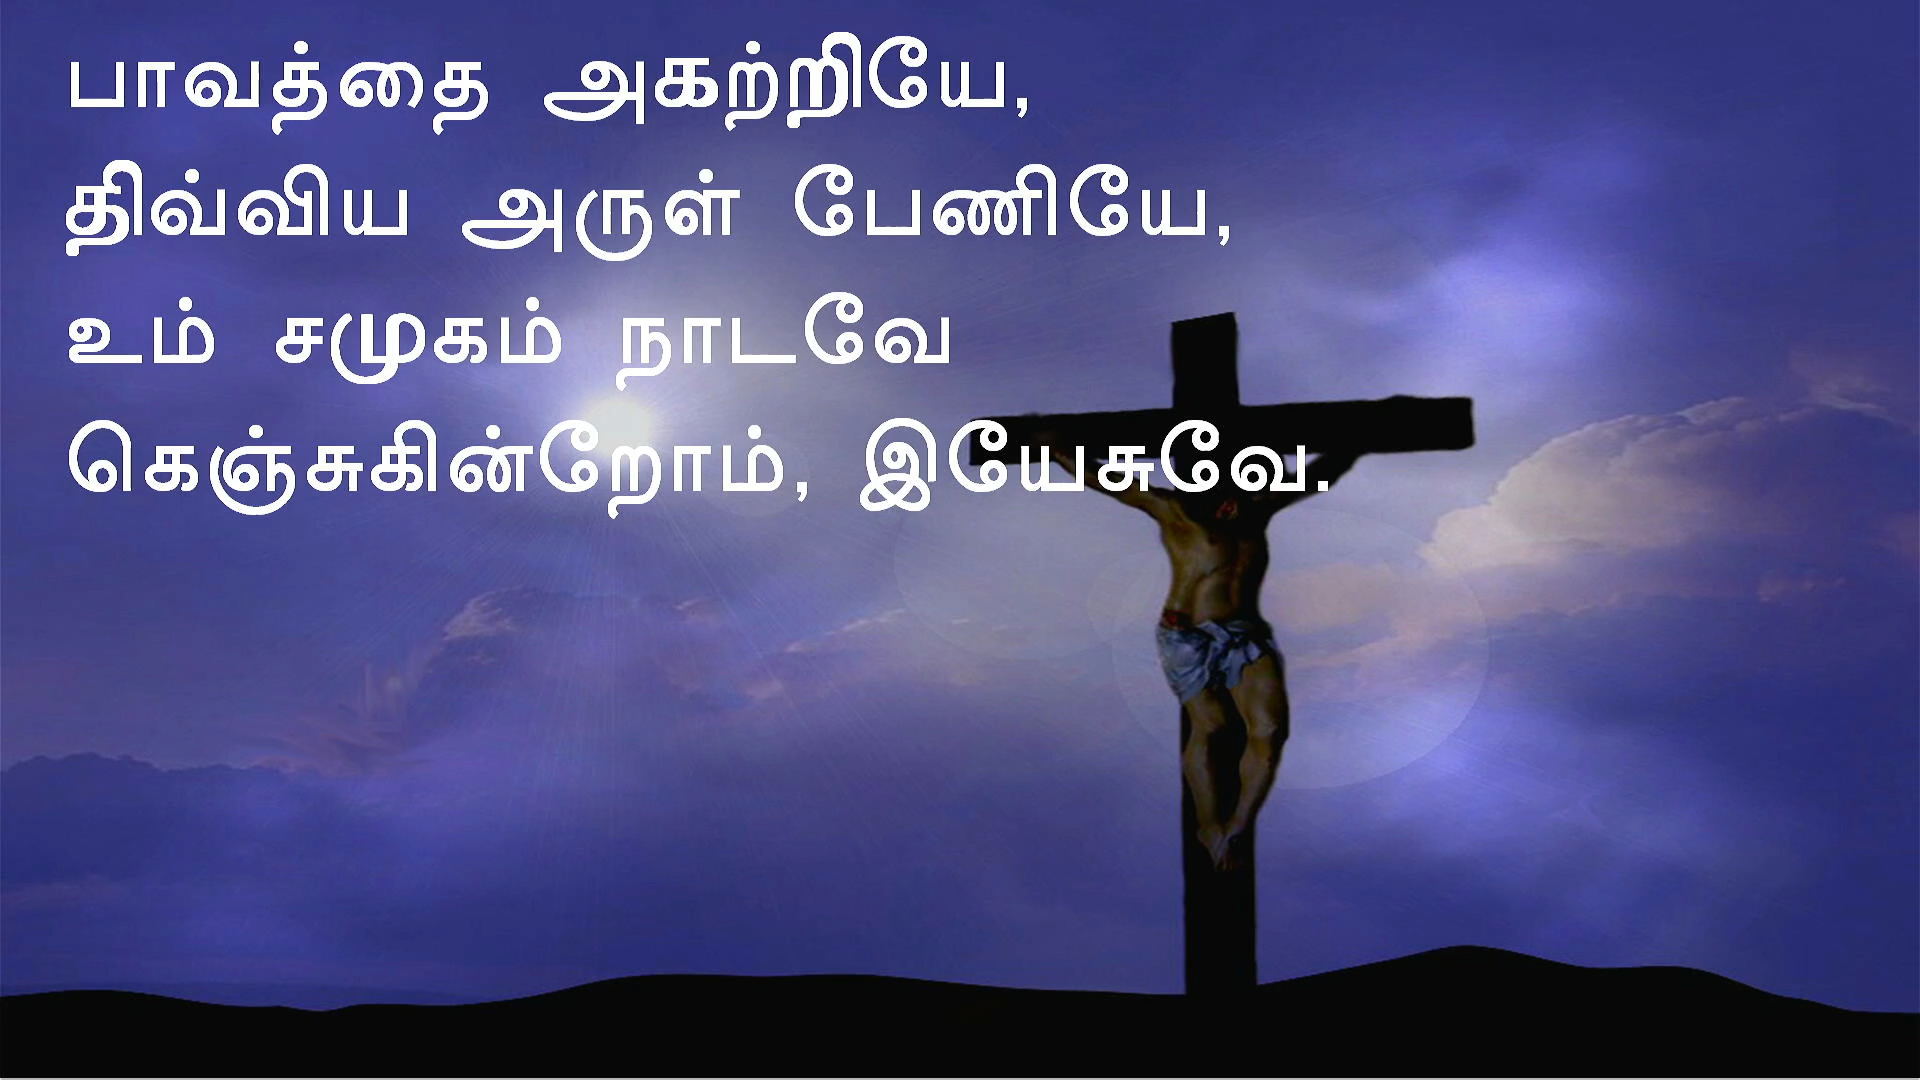 பாவத்தை அகற்றியே,
திவ்விய அருள் பேணியே,
உம் சமுகம் நாடவே
கெஞ்சுகின்றோம், இயேசுவே.